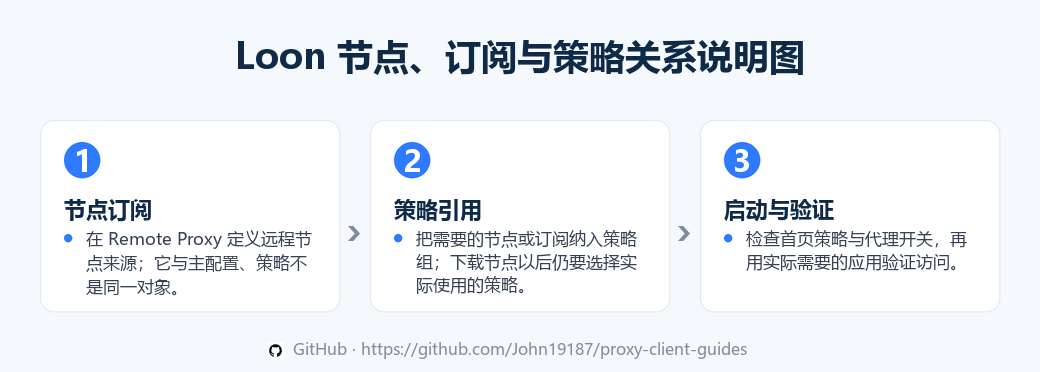 Loon 节点、订阅与策略关系说明图
1
节点订阅
在 Remote Proxy 定义远程节
点来源；它与主配置、策略不
是同一对象。
›
2
策略引用
把需要的节点或订阅纳入策略
组；下载节点以后仍要选择实
际使用的策略。
›
3
启动与验证
检查首页策略与代理开关，再
用实际需要的应用验证访问。
GitHub · https://github.com/John19187/proxy-client-guides